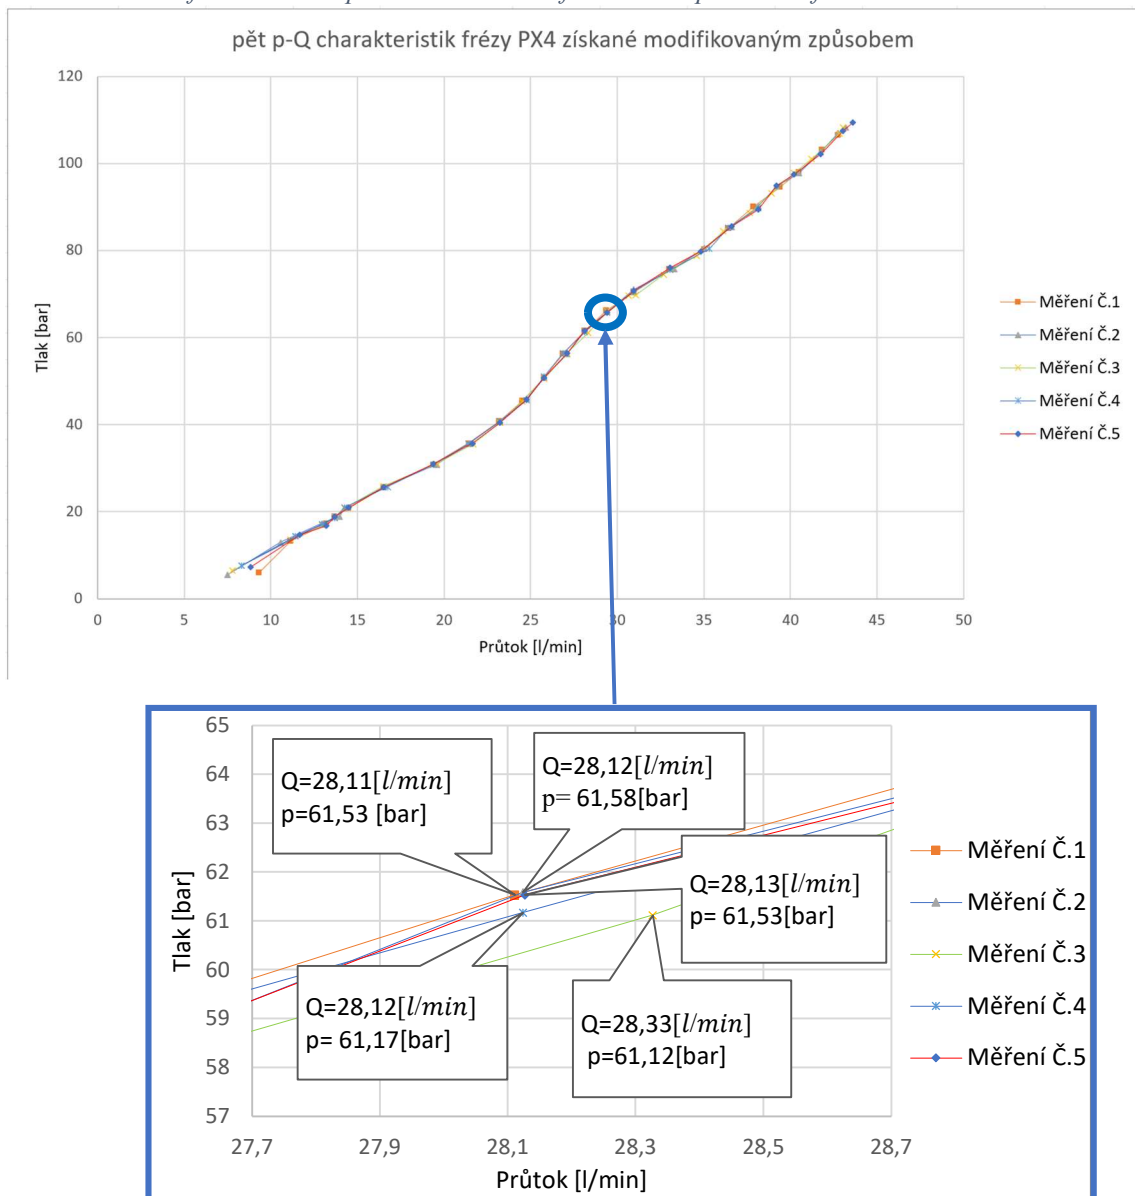 pět p-Q charakteristik frézy PX4 získané modifikovaným způsobem
120
100
80
60
40
20
0
Tlak [bar]
0 5 10 15 20 25 30 35 40 45 50
Průtok [l/min]
Měření Č.1
Měření Č.2
Měření Č.3
Měření Č.4
Měření Č.5
65
64
63
62
61
60
59
58
57
Tlak [bar]
Q=28,11[l/min]
p=61,53 [bar]
Q=28,12[l/min]
p= 61,58[bar]
Q=28,13[l/min]
p= 61,53[bar]
Q=28,12[l/min]
p= 61,17[bar]
Q=28,33[l/min]
p=61,12[bar]
27,7 27,9 28,1 28,3 28,5 28,7
Průtok [l/min]
Měření Č.1
Měření Č.2
Měření Č.3
Měření Č.4
Měření Č.5